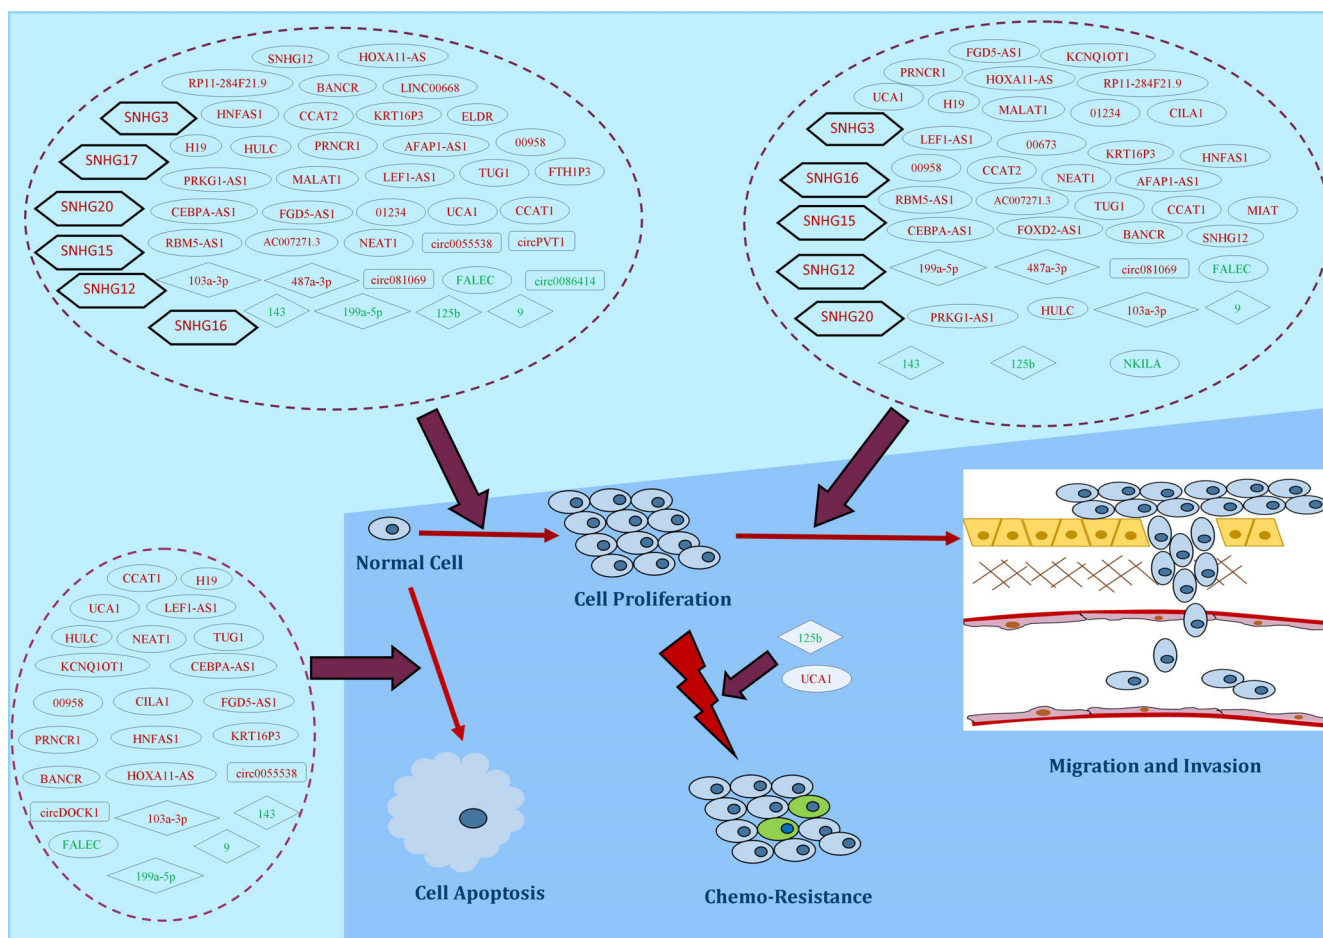 SNHG12
HOXA11-AS
RP11-284F21.9
BANCR
LINC00668
SNHG3
HNFAS1
CCAT2
KRT16P3
ELDR
SNHG17
H19
HULC
PRNCR1
AFAP1-AS1
00958
PRKG1-AS1
MALAT1
LEF1-AS1
TUG1
FTH1P3
SNHG20
CEBPA-AS1
FGD5-AS1
01234
UCA1
CCAT1
SNHG15
RBM5-AS1
AC007271.3
NEAT1
circ0055538
circPVT1
SNHG12
103a-3p
487a-3p
circ081069
FALEC
circ0086414
SNHG16
143
199a-5p
125b
9
FGD5-AS1
KCNQ1OT1
PRNCR1
HOXA11-AS
RP11-284F21.9
UCA1
H19
MALAT1
01234
CILA1
SNHG3
LEF1-AS1
00673
KRT16P3
HNFAS1
SNHG16
00958
CCAT2
NEAT1
AFAP1-AS1
RBM5-AS1
AC007271.3
TUG1
CCAT1
MIAT
SNHG15
CEBPA-AS1
FOXD2-AS1
BANCR
SNHG12
SNHG12
199a-5p
487a-3p
circ081069
FALEC
SNHG20
PRKG1-AS1
HULC
103a-3p
9
143
125b
NKILA
Normal Cell
Cell Proliferation
125b
UCA1
Migration and Invasion
Cell Apoptosis
Chemo-Resistance
CCAT1
H19
UCA1
LEF1-AS1
HULC
NEAT1
TUG1
KCNQ1OT1
CEBPA-AS1
00958
CILA1
FGD5-AS1
PRNCR1
HNFAS1
KRT16P3
BANCR
HOXA11-AS
circ0055538
circDOCK1
103a-3p
143
FALEC
9
199a-5p